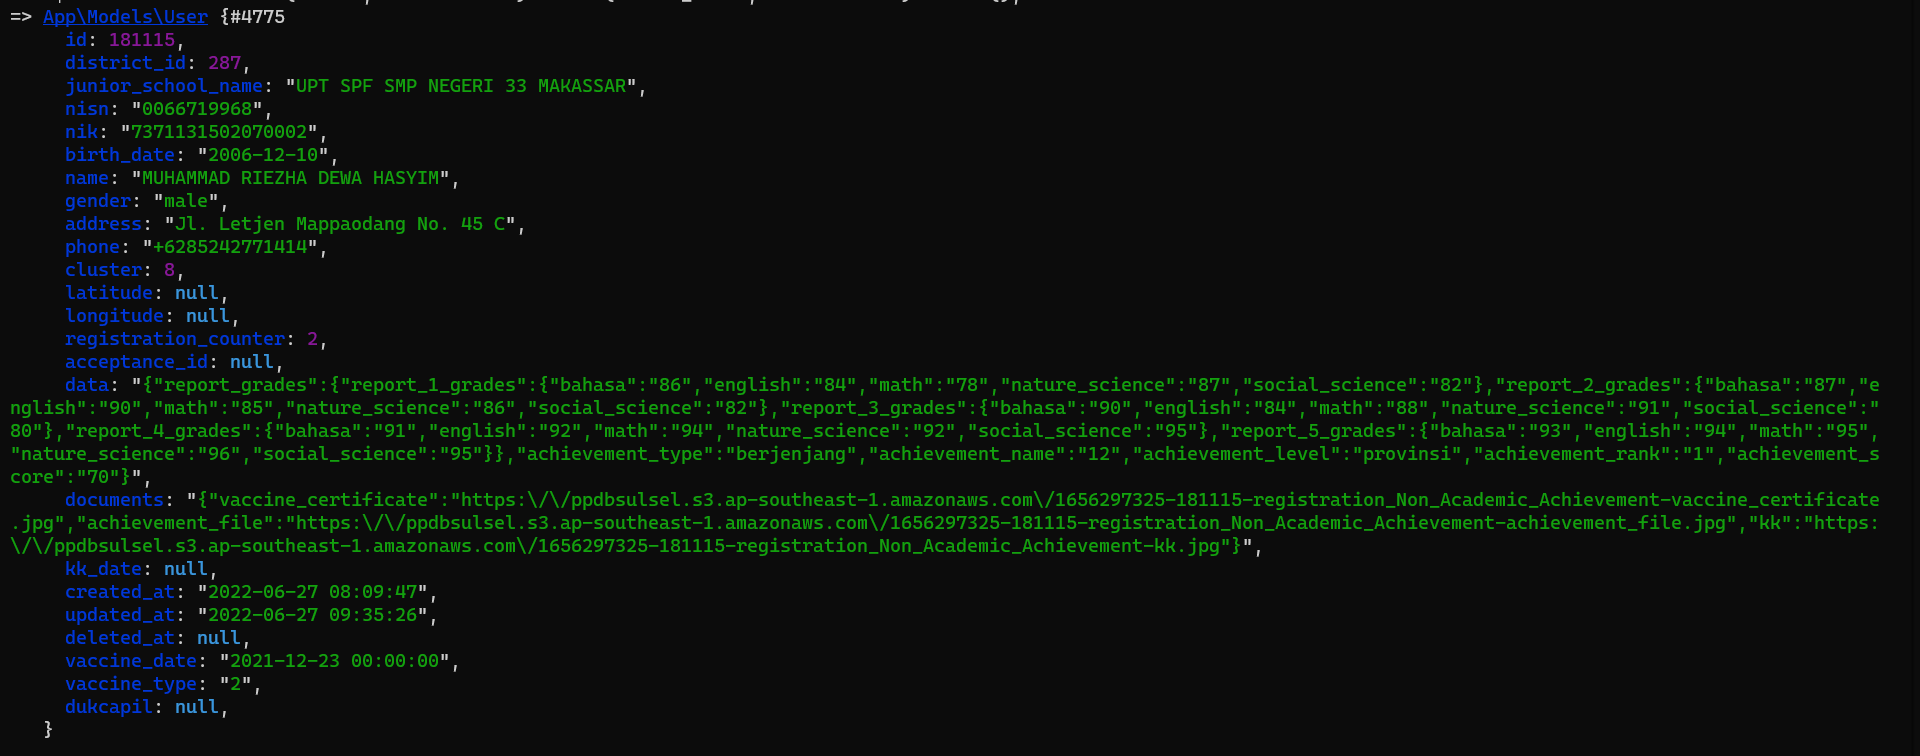 => App\Models\User {#4775
id: 181115,
district_id: 287,
junior_school_name: "UPT SPF SMP NEGERI 33 MAKASSAR",
nisn: "0066719968",
nik: "7371131502070002",
birth_date: "2006-12-10",
name: "MUHAMMAD RIEZHA DEWA HASYIM",
gender: "male",
address: "Jl. Letjen Mappaodang No. 45 C",
phone: "+6285242771414",
cluster: 8,
latitude: null,
longitude: null,
registration_counter: 2,
acceptance_id: null,
data: "{"report_grades":{"report_1_grades":{"bahasa":"86","english":"84","math":"78","nature_science":"87","social_science":"82"},"report_2_grades":{"bahasa":"87","e
nglish":"90","math":"85","nature_science":"86","social_science":"82"},"report_3_grades":{"bahasa":"90","english":"84","math":"88","nature_science":"91","social_science":"
80"},"report_4_grades":{"bahasa":"91","english":"92","math":"94","nature_science":"92","social_science":"95"},"report_5_grades":{"bahasa":"93","english":"94","math":"95",
"nature_science":"96","social_science":"95"}},"achievement_type":"berjenjang","achievement_name":"12","achievement_level":"provinsi","achievement_rank":"1","achievement_s
core":"70"}",
documents: "{"vaccine_certificate":"https:\/\/ppdbsulsel.s3.ap-southeast-1.amazonaws.com\/1656297325-181115-registration_Non_Academic_Achievement-vaccine_certificate
.jpg","achievement_file":"https:\/\/ppdbsulsel.s3.ap-southeast-1.amazonaws.com\/1656297325-181115-registration_Non_Academic_Achievement-achievement_file.jpg","kk":"https:
\/\/ppdbsulsel.s3.ap-southeast-1.amazonaws.com\/1656297325-181115-registration_Non_Academic_Achievement-kk.jpg"}",
kk_date: null,
created_at: "2022-06-27 08:09:47",
updated_at: "2022-06-27 09:35:26",
deleted_at: null,
vaccine_date: "2021-12-23 00:00:00",
vaccine_type: "2",
dukcapil: null,
}